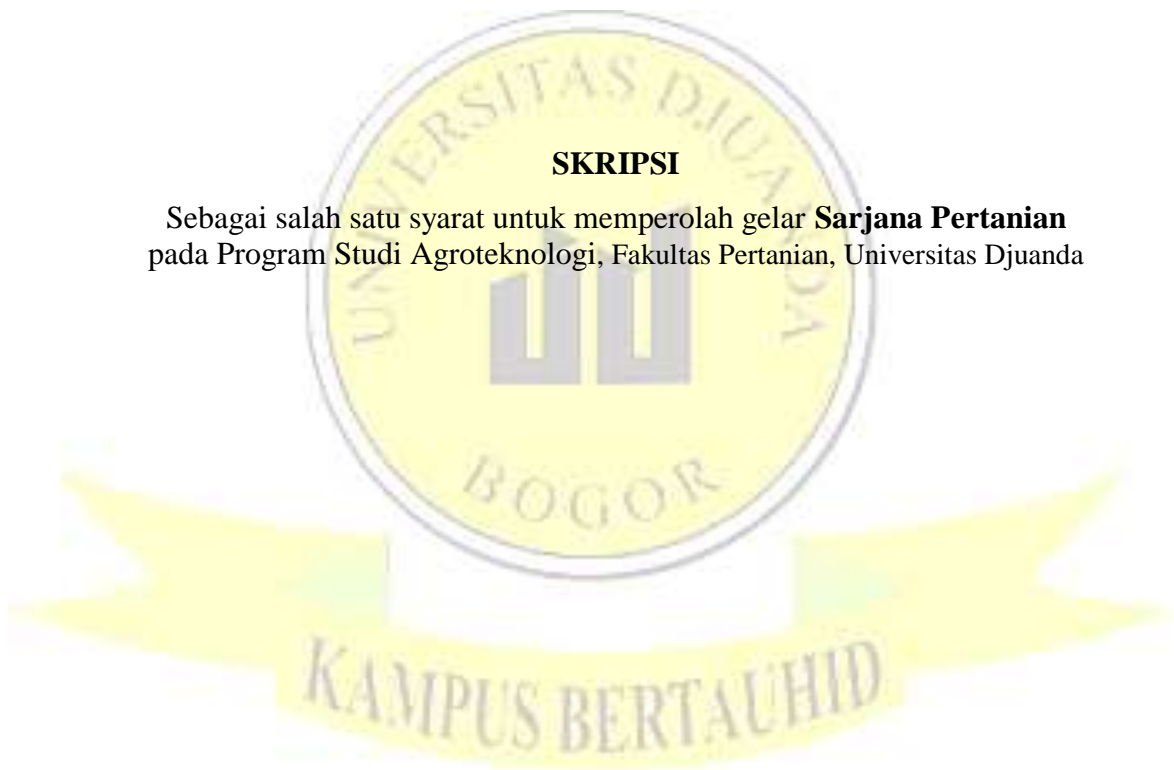 UNIVERSITAS DJUANDA
SKRIPSI
Sebagai salah satu syarat untuk memperolah gelar Sarjana Pertanian
pada Program Studi Agroteknologi, Fakultas Pertanian, Universitas Djuanda
BOGOR
KAMPUS BERTAUHID